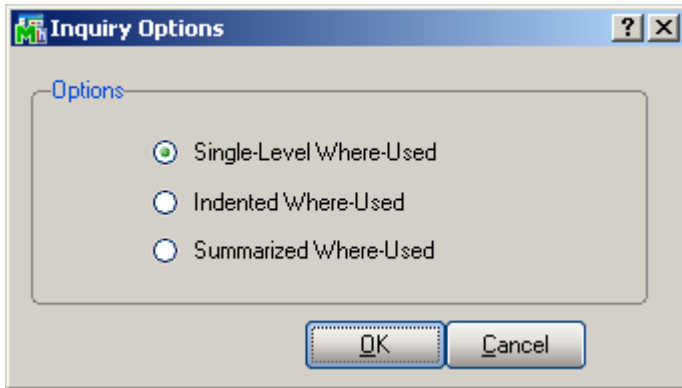 Inquiry Options
Options
Single-Level Where-Used
Indented Where-Used
Summarized Where-Used
OK Cancel